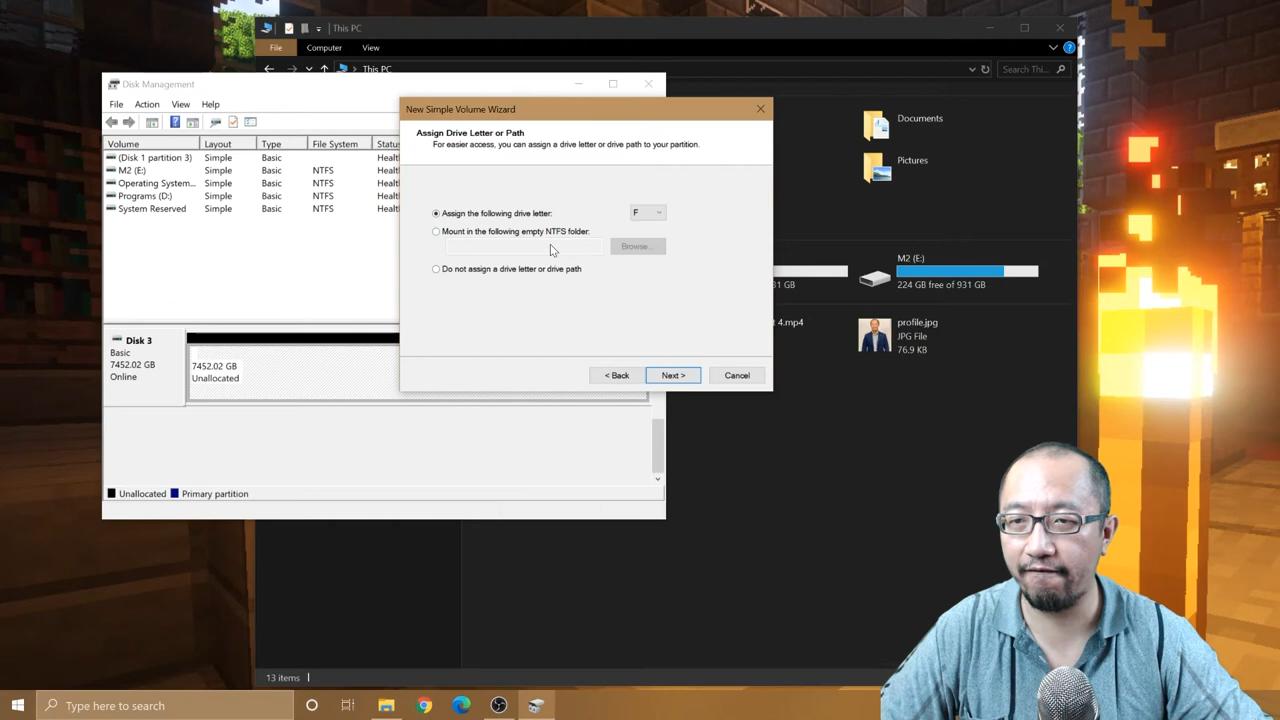 This PC
File
Computer
View
This PC
Search Thi...
Disk Management
File Action View Help
Volume Layout Type File System Status
(Disk 1 partition 3) Simple Basic Healt
M2 (E:) Simple Basic NTFS Healt
Operating System... Simple Basic NTFS Healt
Programs (D:) Simple Basic NTFS Healt
System Reserved Simple Basic NTFS Healt
Disk 3
Basic
7452.02 GB
Online
7452.02 GB
Unallocated
Unallocated
Primary partition
New Simple Volume Wizard
Assign Drive Letter or Path
For easier access, you can assign a drive letter or drive path to your partition.
Assign the following drive letter:
F
Mount in the following empty NTFS folder:
Browse...
Do not assign a drive letter or drive path
< Back
Next >
Cancel
Documents
Pictures
M2 (E:)
31 GB
224 GB free of 931 GB
t 4.mp4
profile.jpg
JPG File
76.9 KB
13 items
Type here to search